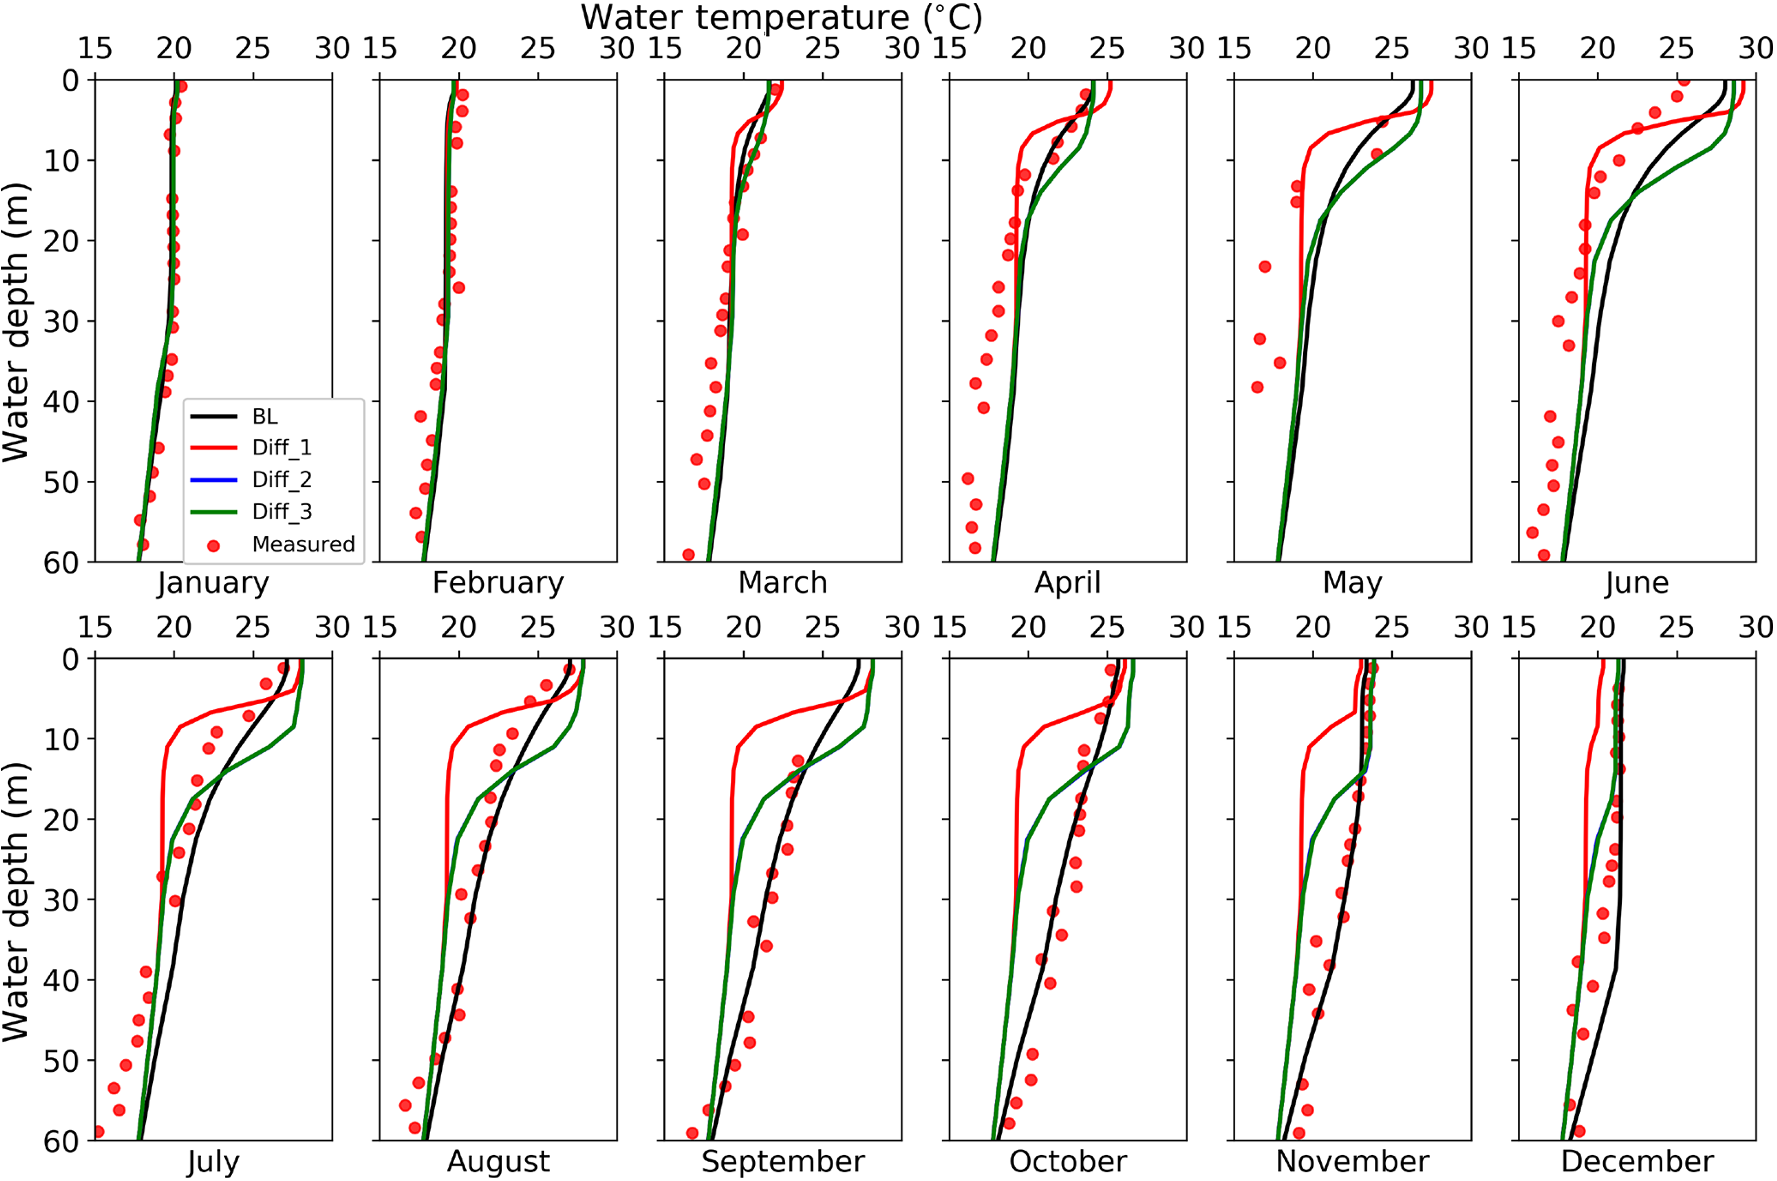 Water temperature (°C)
15 20 25 30 15 20 25 30 15 20 25 30 15 20 25 30 15 20 25 30 15 20 25 30
Water depth (m)
0
10
20
30
40
50
60
BL
Diff_1
Diff_2
Diff_3
Measured
January February March April May June
15 20 25 30 15 20 25 30 15 20 25 30 15 20 25 30 15 20 25 30 15 20 25 30
Water depth (m)
0
10
20
30
40
50
60
July August September October November December